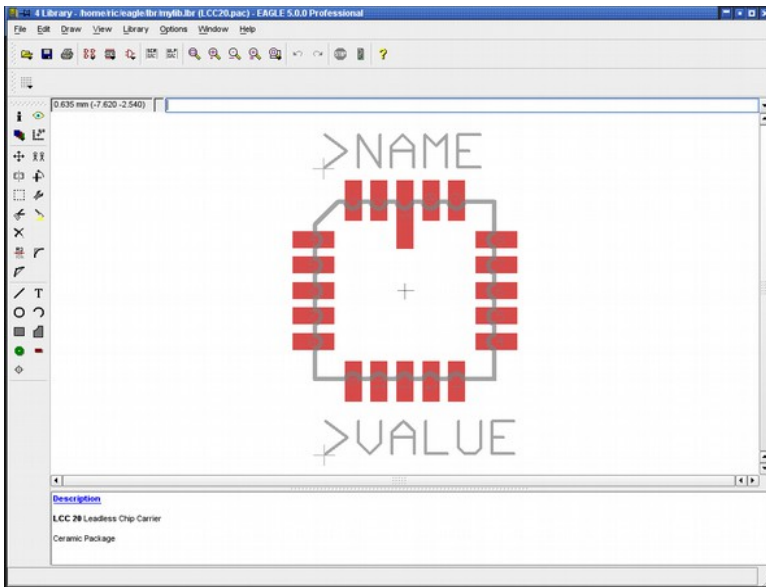 4 Library - /home/ric/eagle/lbr/mylib.lbr (LCC20.pac) - EAGLE 5.0.0 Professional
File Edit Draw View Library Options Window Help
0.635 mm (-7.620 -2.540)
>NAME
>VALUE
Description
LCC 20 Leadless Chip Carrier
Ceramic Package